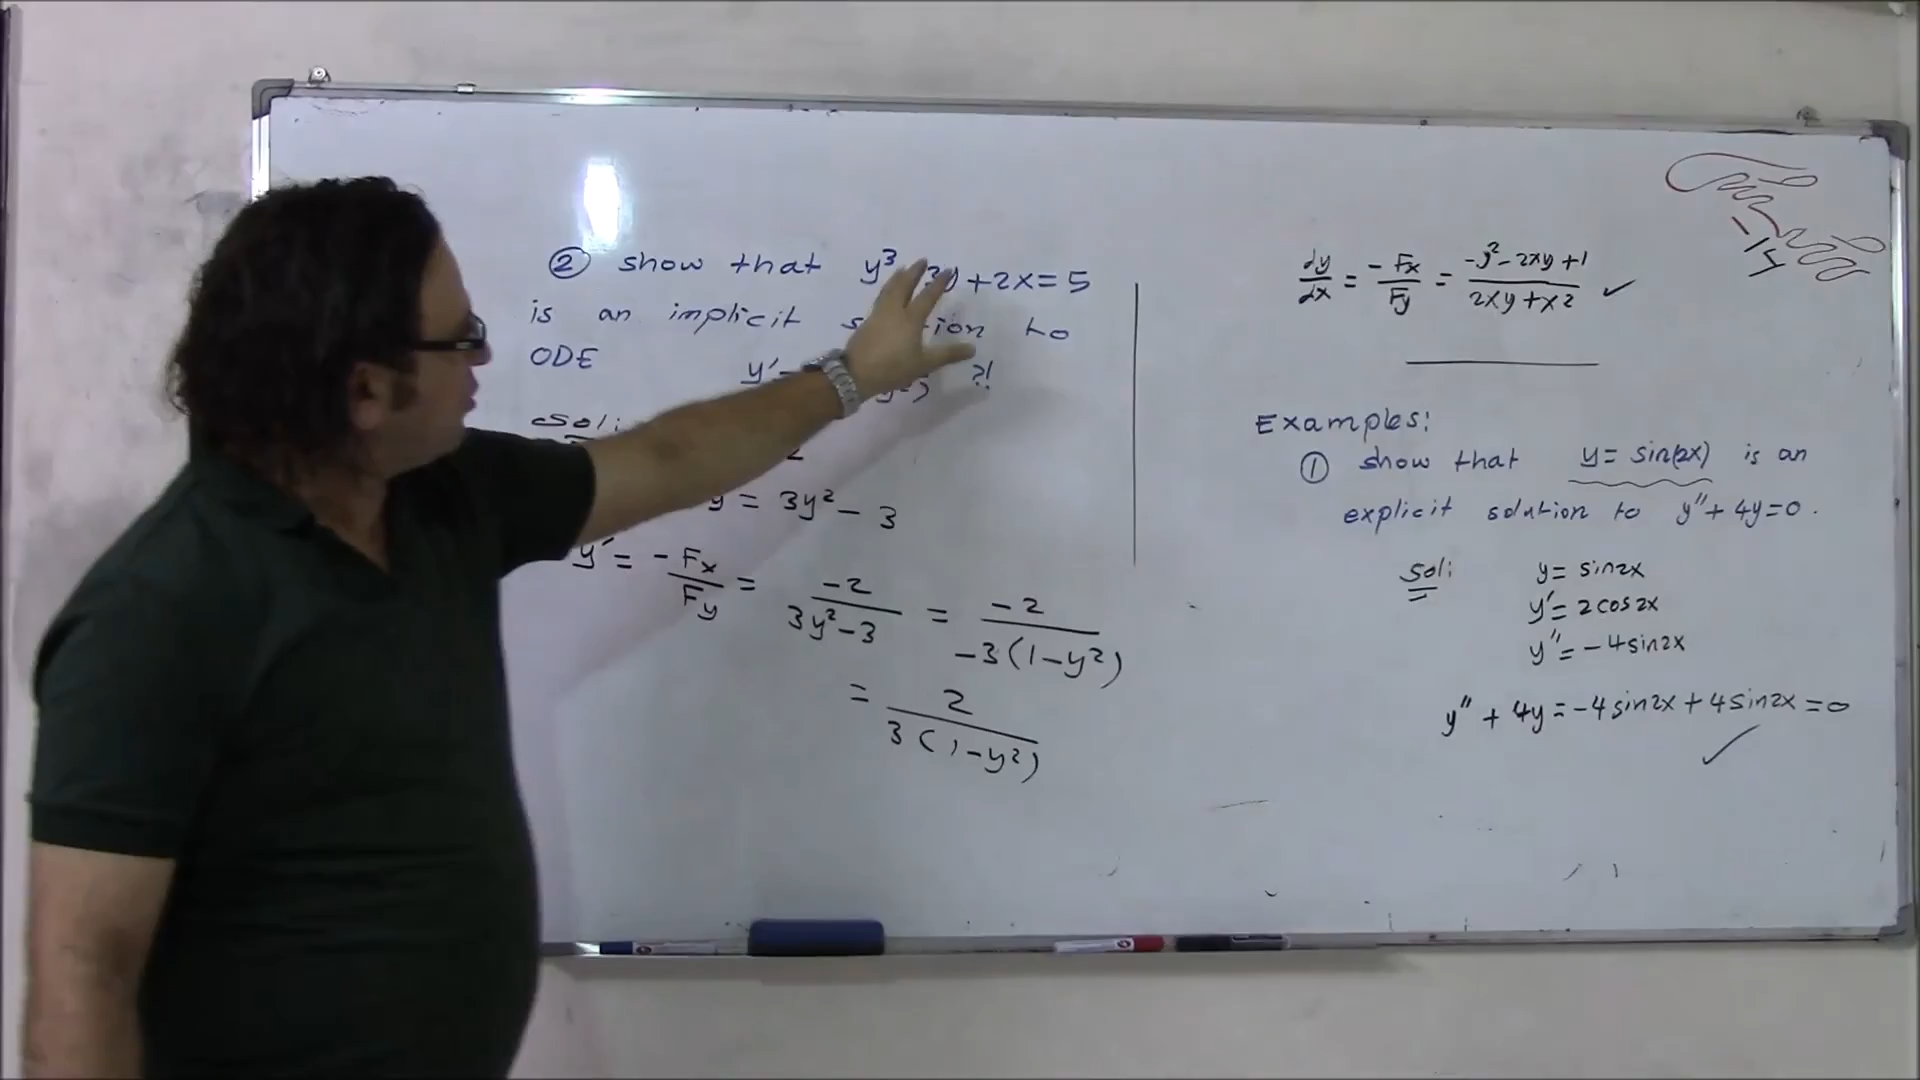 ② show that y³ 3y + 2x = 5
is an implicit to
ODE y' ?!
Sol:
y = 3y² - 3
y' = -Fx/Fy = -2/(3y² - 3) = -2/(-3(1 - y²))
= 2/(3(1 - y²))
dy/dx = -Fx/Fy = (-y² - 2xy + 1)/(2xy + x2) ✓
Examples:
① show that y = sin(2x) is an
explicit solution to y'' + 4y = 0.
Sol: y = sin2x
y' = 2cos2x
y'' = -4sin2x
y'' + 4y = -4sin2x + 4sin2x = 0
✓